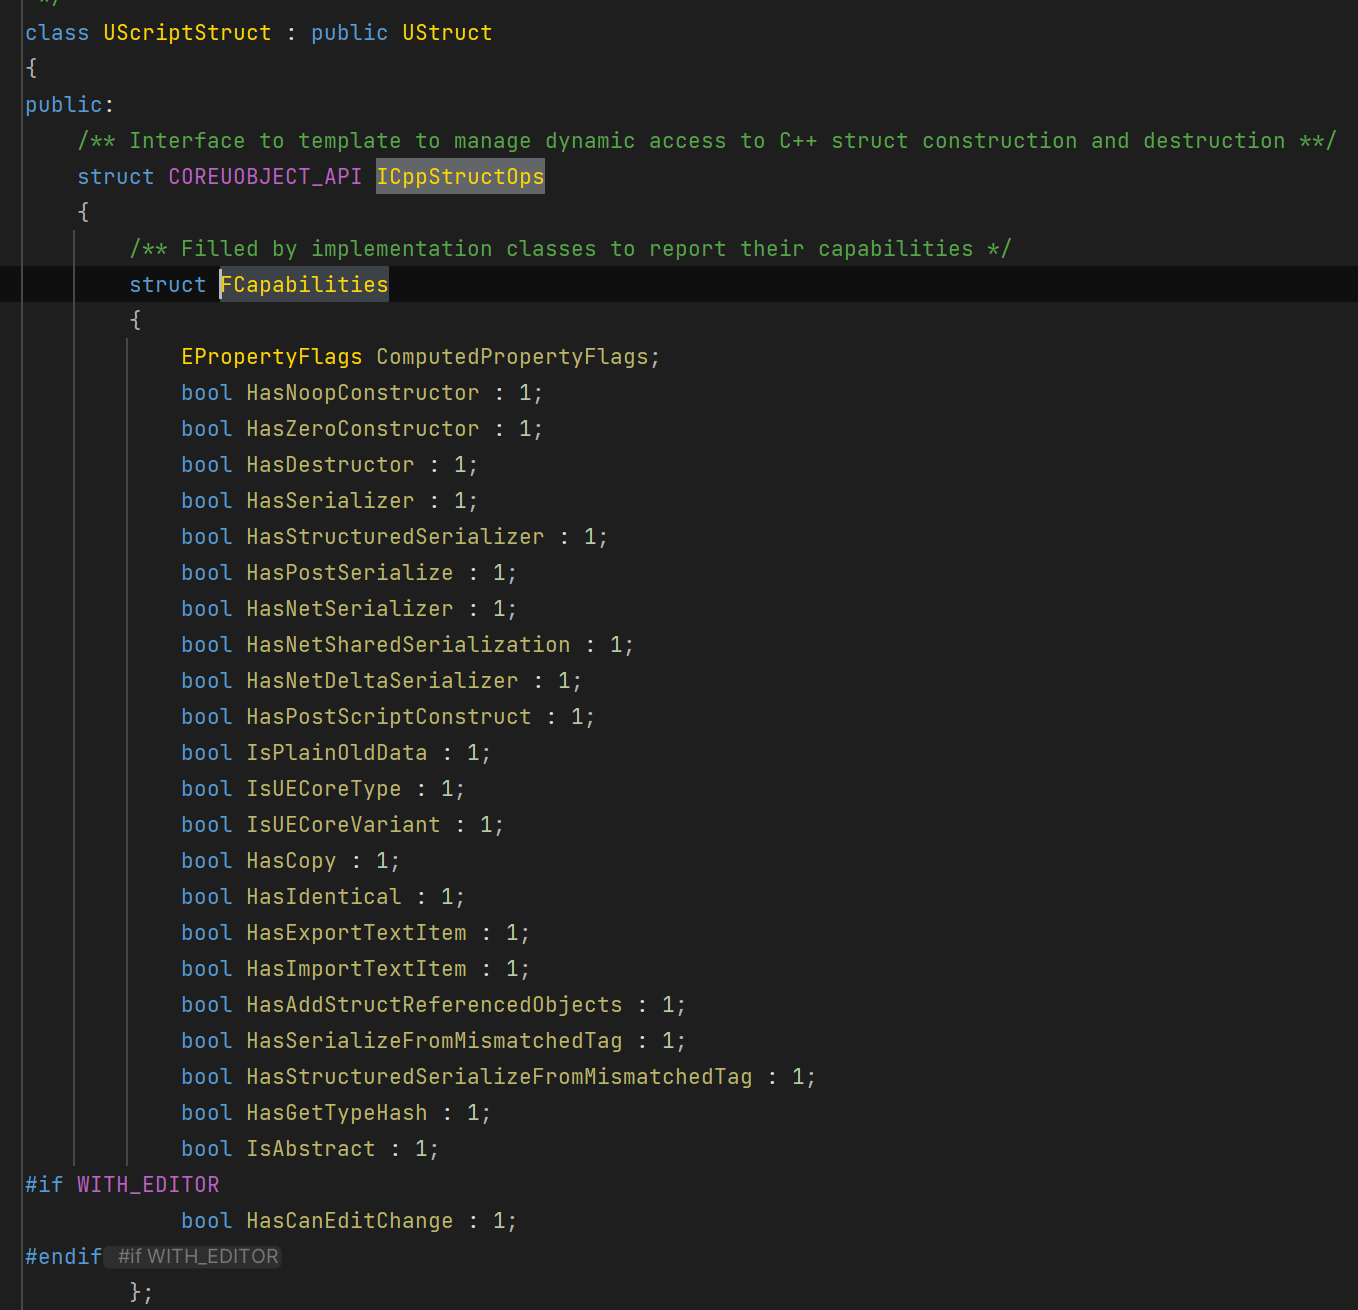 */
class UScriptStruct : public UStruct
{
public:
/** Interface to template to manage dynamic access to C++ struct construction and destruction **/
struct COREUOBJECT_API ICppStructOps
{
/** Filled by implementation classes to report their capabilities */
struct FCapabilities
{
EPropertyFlags ComputedPropertyFlags;
bool HasNoopConstructor : 1;
bool HasZeroConstructor : 1;
bool HasDestructor : 1;
bool HasSerializer : 1;
bool HasStructuredSerializer : 1;
bool HasPostSerialize : 1;
bool HasNetSerializer : 1;
bool HasNetSharedSerialization : 1;
bool HasNetDeltaSerializer : 1;
bool HasPostScriptConstruct : 1;
bool IsPlainOldData : 1;
bool IsUECoreType : 1;
bool IsUECoreVariant : 1;
bool HasCopy : 1;
bool HasIdentical : 1;
bool HasExportTextItem : 1;
bool HasImportTextItem : 1;
bool HasAddStructReferencedObjects : 1;
bool HasSerializeFromMismatchedTag : 1;
bool HasStructuredSerializeFromMismatchedTag : 1;
bool HasGetTypeHash : 1;
bool IsAbstract : 1;
#if WITH_EDITOR
bool HasCanEditChange : 1;
#endif #if WITH_EDITOR
};